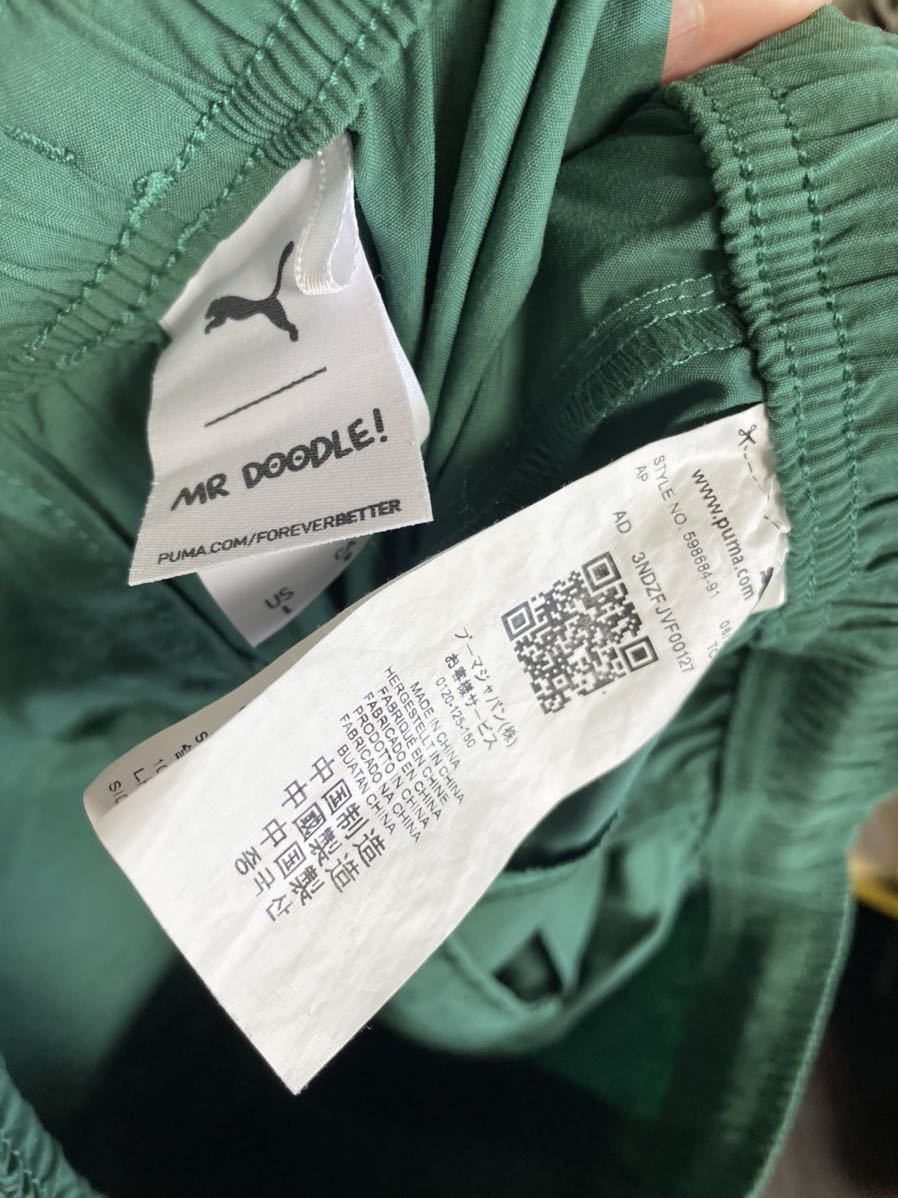 MR DOODLE!
PUMA.COM/FOREVERBETTER
US
L
www.puma.com
STYLE NO. 598684-91
AP
AD 3NDZFJVF00127
プーマジャパン(株)
お客様サービス
0120-125-150
MADE IN CHINA
HERGESTELLT IN CHINA
FABRIQUÉ EN CHINE
FABRICADO EN CHINA
PRODOTTO IN CHINA
FABRICADO NA CHINA
BUATAN CHINA
中国制造
中國製造
中国製
중국산